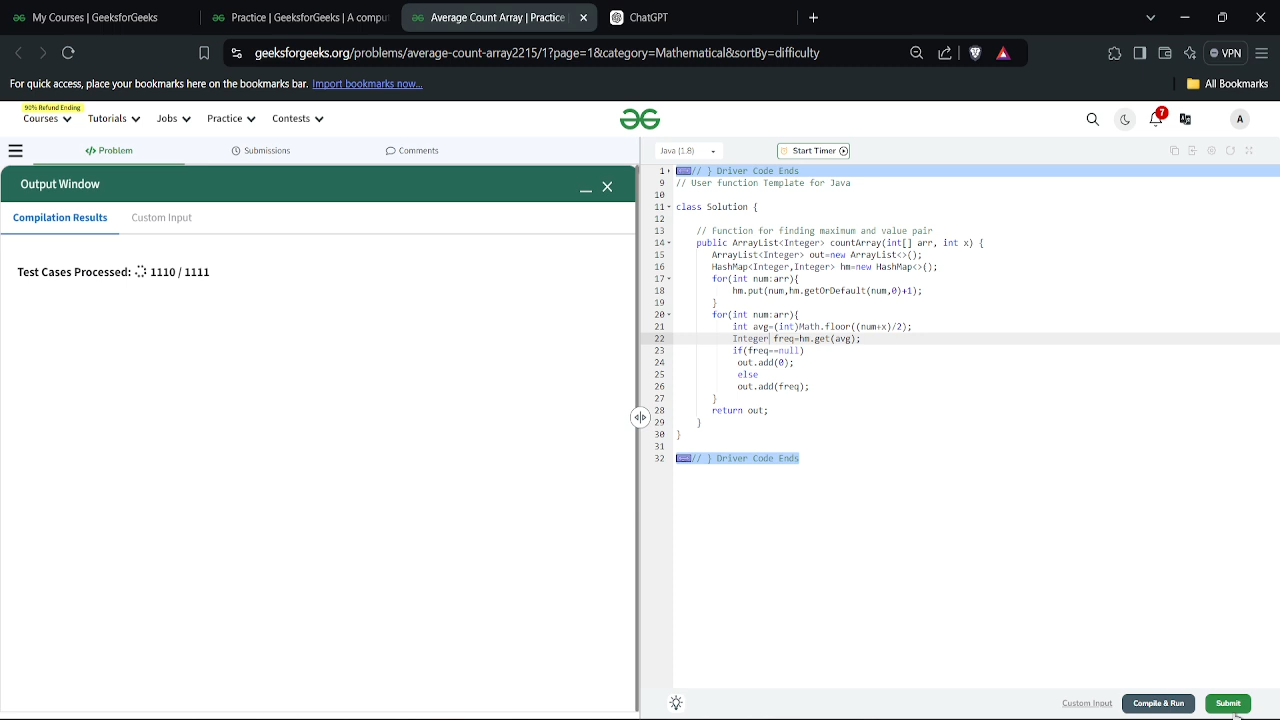 My Courses | GeeksforGeeks
Practice | GeeksforGeeks | A comput
Average Count Array | Practice
ChatGPT
geeksforgeeks.org/problems/average-count-array2215/1?page=1&category=Mathematical&sortBy=difficulty
VPN
For quick access, place your bookmarks here on the bookmarks bar. Import bookmarks now...
All Bookmarks
90% Refund Ending
Courses
Tutorials
Jobs
Practice
Contests
7
A
Problem
Submissions
Comments
Java (1.8)
Start Timer
Output Window
Compilation Results
Custom Input
Test Cases Processed: 1110 / 1111
1 // } Driver Code Ends
9 // User function Template for Java
10
11 class Solution {
12
13 // Function for finding maximum and value pair
14 public ArrayList<Integer> countArray(int[] arr, int x) {
15 ArrayList<Integer> out=new ArrayList<>();
16 HashMap<Integer,Integer> hm=new HashMap<>();
17 for(int num:arr){
18 hm.put(num,hm.getOrDefault(num,0)+1);
19 }
20 for(int num:arr){
21 int avg=(int)Math.floor((num+x)/2);
22 Integer freq=hm.get(avg);
23 if(freq==null)
24 out.add(0);
25 else
26 out.add(freq);
27 }
28 return out;
29 }
30 }
31
32 // } Driver Code Ends
Custom Input
Compile & Run
Submit